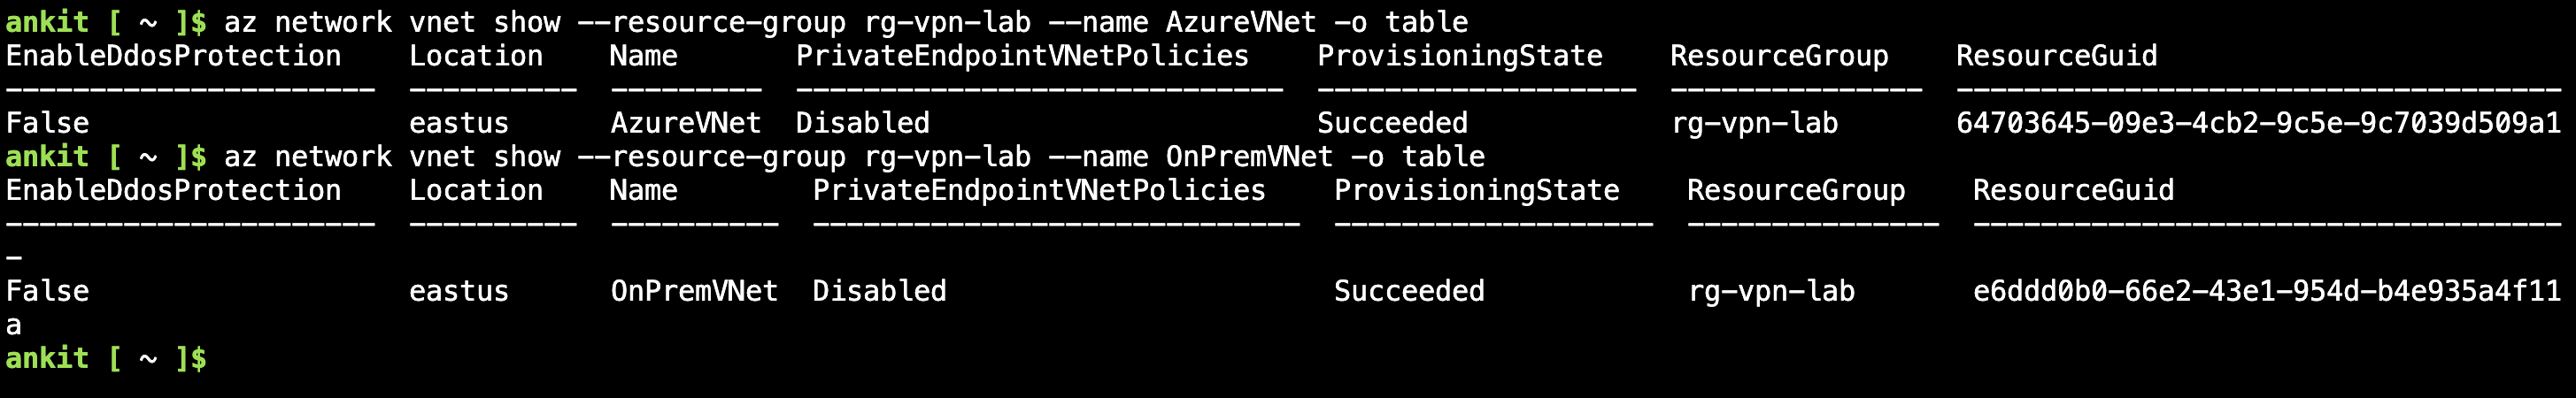 ankit [ ~ ]$ az network vnet show --resource-group rg-vpn-lab --name AzureVNet -o table
EnableDdosProtection    Location    Name       PrivateEndpointVNetPolicies    ProvisioningState    ResourceGroup    ResourceGuid
----------------------  ----------  ---------  -----------------------------  -------------------  ---------------  ------------------------------------
False                   eastus      AzureVNet  Disabled                       Succeeded            rg-vpn-lab       64703645-09e3-4cb2-9c5e-9c7039d509a1
ankit [ ~ ]$ az network vnet show --resource-group rg-vpn-lab --name OnPremVNet -o table
EnableDdosProtection    Location    Name        PrivateEndpointVNetPolicies    ProvisioningState    ResourceGroup    ResourceGuid
----------------------  ----------  ----------  -----------------------------  -------------------  ---------------  -----------------------------------
-
False                   eastus      OnPremVNet  Disabled                       Succeeded            rg-vpn-lab       e6ddd0b0-66e2-43e1-954d-b4e935a4f11
a
ankit [ ~ ]$